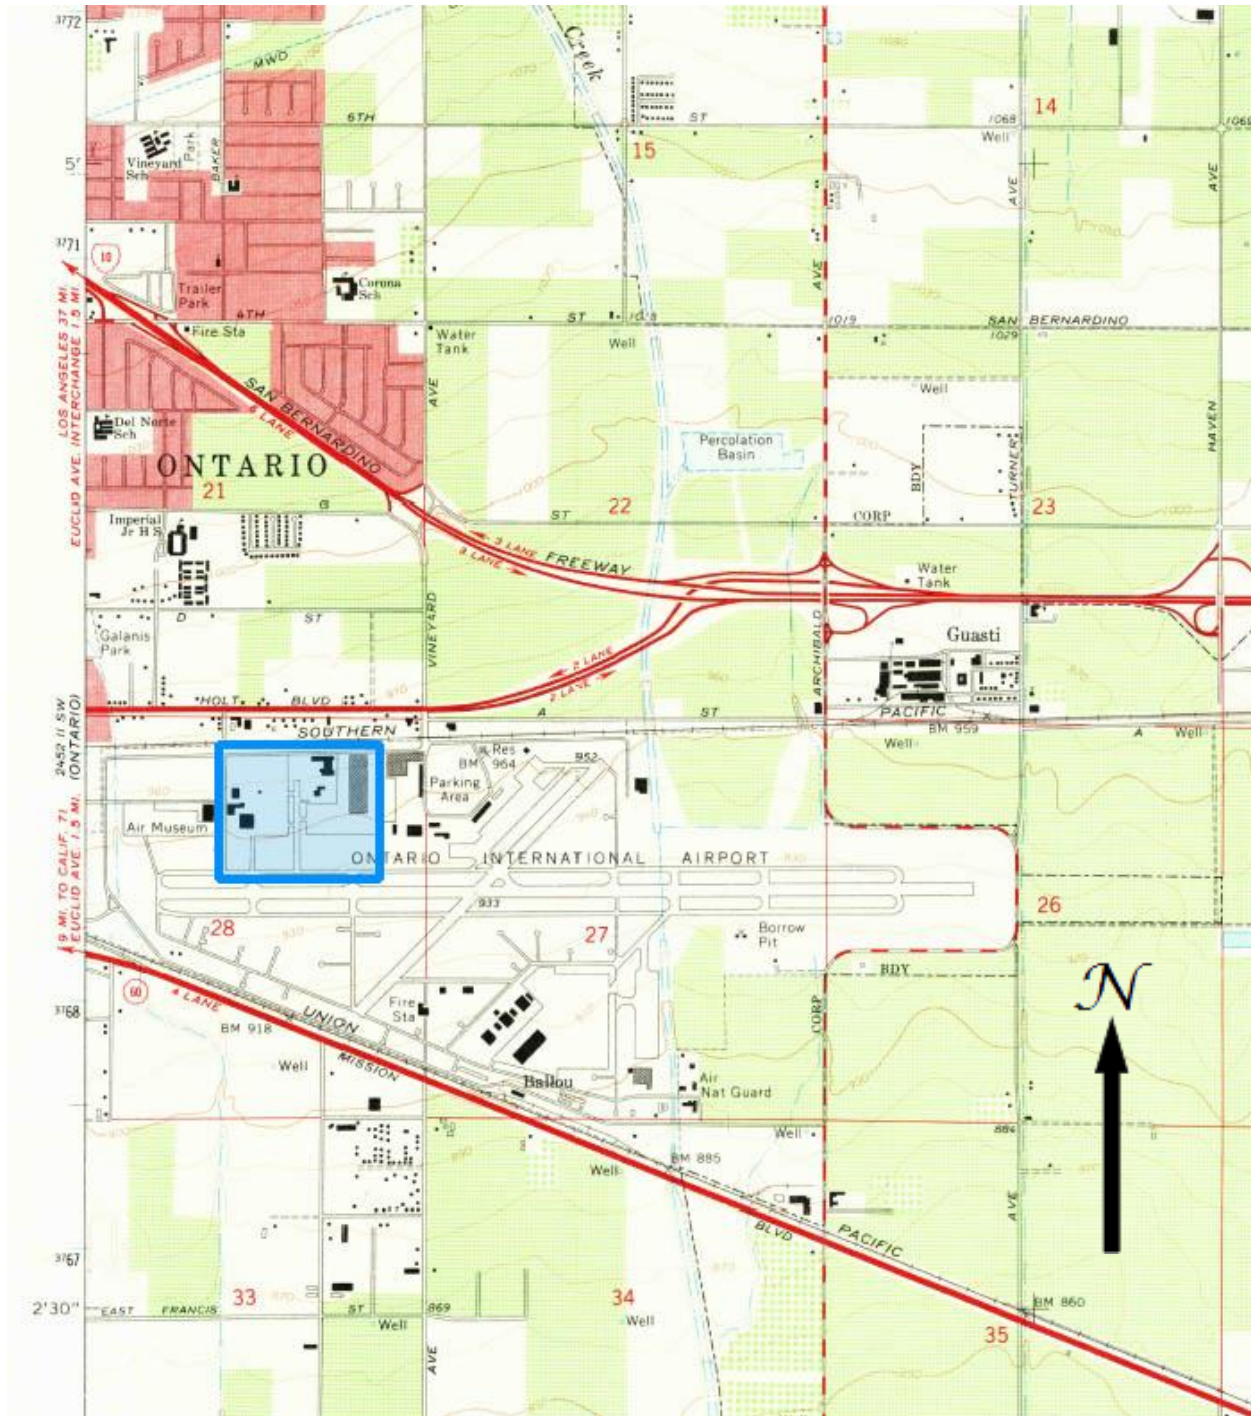 3772
Creek
MWD
14
6TH
ST
1068
1069
Well
15
Vineyard
Sch
Park
BAKER
5'
AVE
AVE
3771
10
AVE
Trailer
Park
Corona
Sch
4TH
ST
1018
1019
SAN BERNARDINO
1029
Fire Sta
Water
Tank
Well
LOS ANGELES 37 MI.
EUCLID AVE. INTERCHANGE 1.5 MI.
SAN BERNARDINO
6 LANE
AVE
Well
Del Norte
Sch
HAVEN
Percolation
Basin
BDY
TURNER
ONTARIO
21
22
23
G
ST
CORP
Imperial
Jr H S
3 LANE
3 LANE
FREEWAY
Water
Tank
D
ST
VINEYARD
ARCHIBALD
Guasti
Galanis
Park
2 LANE
2 LANE
HOLT BLVD
A
ST
PACIFIC
BM 959
SOUTHERN
Well
A
Well
2452 II SW
(ONTARIO)
Res
BM 964
952
Parking
Area
Air Museum
ONTARIO INTERNATIONAL AIRPORT
.9 MI. TO CALIF. 71
EUCLID AVE. 1.5 MI.
933
28
27
26
Borrow
Pit
BDY
N
60
4 LANE
3768
UNION
Fire
Sta
CORP
BM 918
MISSION
Well
Ballou
Air
Nat Guard
884
Well
BM 885
Well
AVE
BLVD
PACIFIC
3767
33
34
2'30"
EAST FRANCIS
ST
869
BM 860
Well
Well
35
AVE